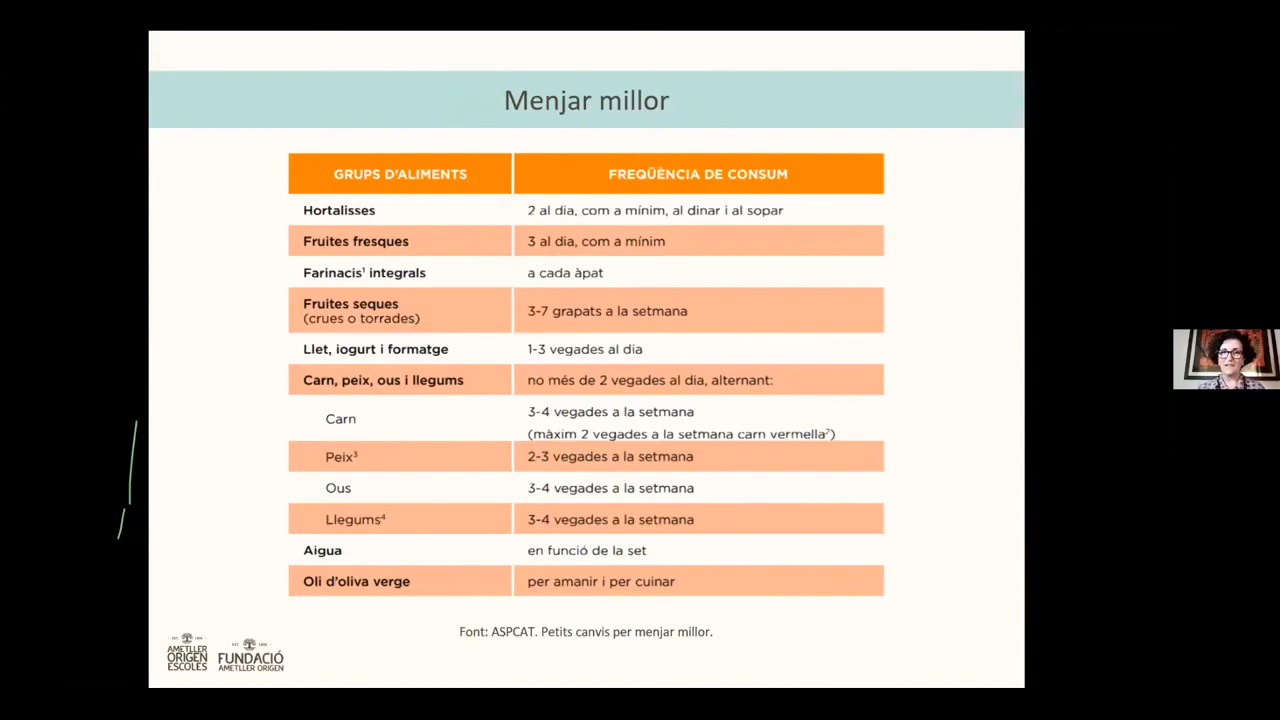 Menjar millor
GRUPS D'ALIMENTS FREQÜÈNCIA DE CONSUM
Hortalisses 2 al dia, com a mínim, al dinar i al sopar
Fruites fresques 3 al dia, com a mínim
Farinacis¹ integrals a cada àpat
Fruites seques
(crues o torrades) 3-7 grapats a la setmana
Llet, iogurt i formatge 1-3 vegades al dia
Carn, peix, ous i llegums no més de 2 vegades al dia, alternant:
Carn 3-4 vegades a la setmana
(màxim 2 vegades a la setmana carn vermella²)
Peix³ 2-3 vegades a la setmana
Ous 3-4 vegades a la setmana
Llegums⁴ 3-4 vegades a la setmana
Aigua en funció de la set
Oli d'oliva verge per amanir i per cuinar
Font: ASPCAT. Petits canvis per menjar millor.
AMETLLER
ORIGEN
ESCOLES
FUNDACIÓ
AMETLLER ORIGEN